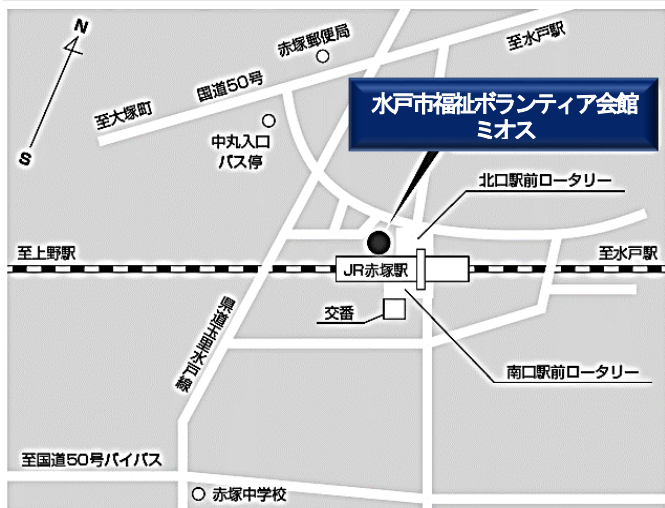 N
S
赤塚郵便局
至水戸駅
国道50号
至大塚町
水戸市福祉ボランティア会館
ミオス
中丸入口
バス停
北口駅前ロータリー
至上野駅
至水戸駅
JR赤塚駅
交番
県道玉里水戸線
南口駅前ロータリー
至国道50号バイパス
赤塚中学校